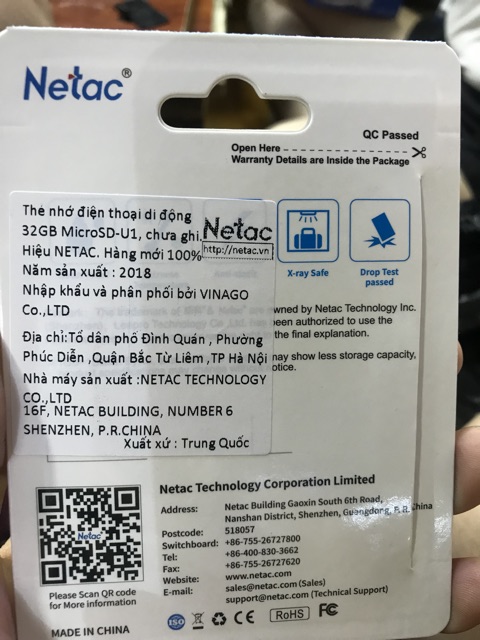 Netac®
QC Passed
Open Here
Warranty Details are Inside the Package
Thẻ nhớ điện thoại di động
32GB MicroSD-U1, chưa ghi.
Hiệu NETAC. Hàng mới 100%
Netac
http://netac.vn
Năm sản xuất : 2018
Nhập khẩu và phân phối bởi VINAGO
Co.,LTD
Địa chỉ:Tổ dân phố Đình Quán , Phường
Phúc Diễn ,Quận Bắc Từ Liêm ,TP Hà Nội
Nhà máy sản xuất :NETAC TECHNOLOGY
CO.,LTD
16F, NETAC BUILDING, NUMBER 6
SHENZHEN, P.R.CHINA
Xuất xứ : Trung Quốc
X-ray Safe
Drop Test
passed
owned by Netac Technology Inc.
been authorized to use the
the final explanation.
may show less storage capacity,
otice.
Netac Technology Corporation Limited
Address: Netac Building Gaoxin South 6th Road,
Nanshan District, Shenzhen, Guangdong, P.R.China
Postcode: 518057
Switchboard: +86-755-26727800
Tel: +86-400-830-3662
Fax: +86-755-26727620
Website: www.netac.com
E-mail: sales@netac.com (Sales)
support@netac.com (Technical Support)
Netac
Please Scan QR code
for More information
MADE IN CHINA
ISO
CE
RoHS
FC